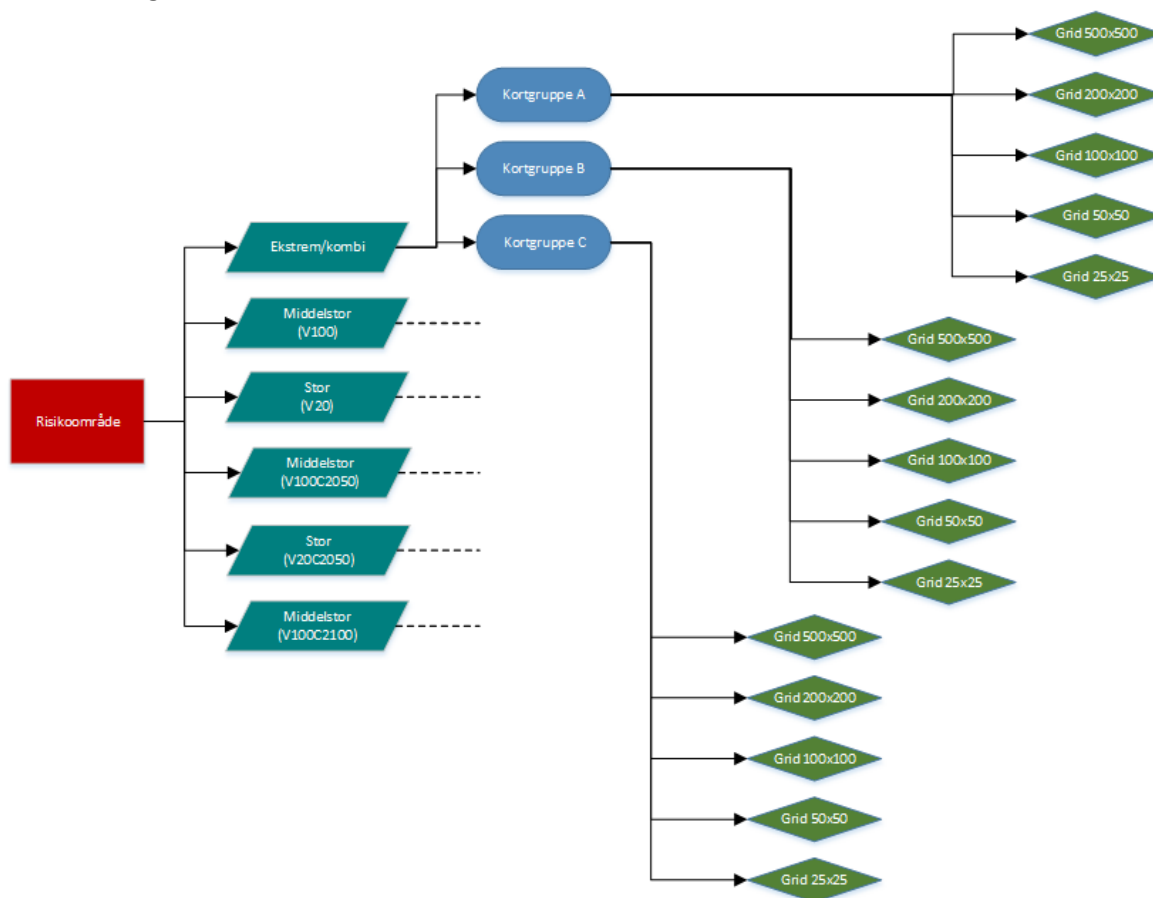 Risikoområde
Ekstrem/kombi
Middelstor
(V100)
Stor
(V20)
Middelstor
(V100C2050)
Stor
(V20C2050)
Middelstor
(V100C2100)
Kortgruppe A
Kortgruppe B
Kortgruppe C
Grid 500x500
Grid 200x200
Grid 100x100
Grid 50x50
Grid 25x25
Grid 500x500
Grid 200x200
Grid 100x100
Grid 50x50
Grid 25x25
Grid 500x500
Grid 200x200
Grid 100x100
Grid 50x50
Grid 25x25